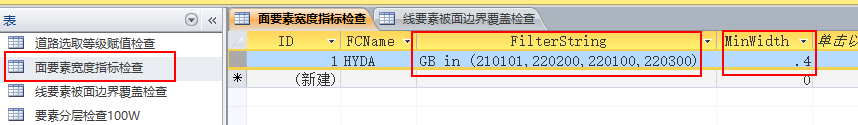 表
道路选取等级赋值检查
面要素宽度指标检查
线要素被面边界覆盖检查
要素分层检查100W
面要素宽度指标检查 线要素被面边界覆盖检查
ID FCName FilterString MinWidth 单击以
1 HYDA GB in (210101,220200,220100,220300) .4
* (新建) 0